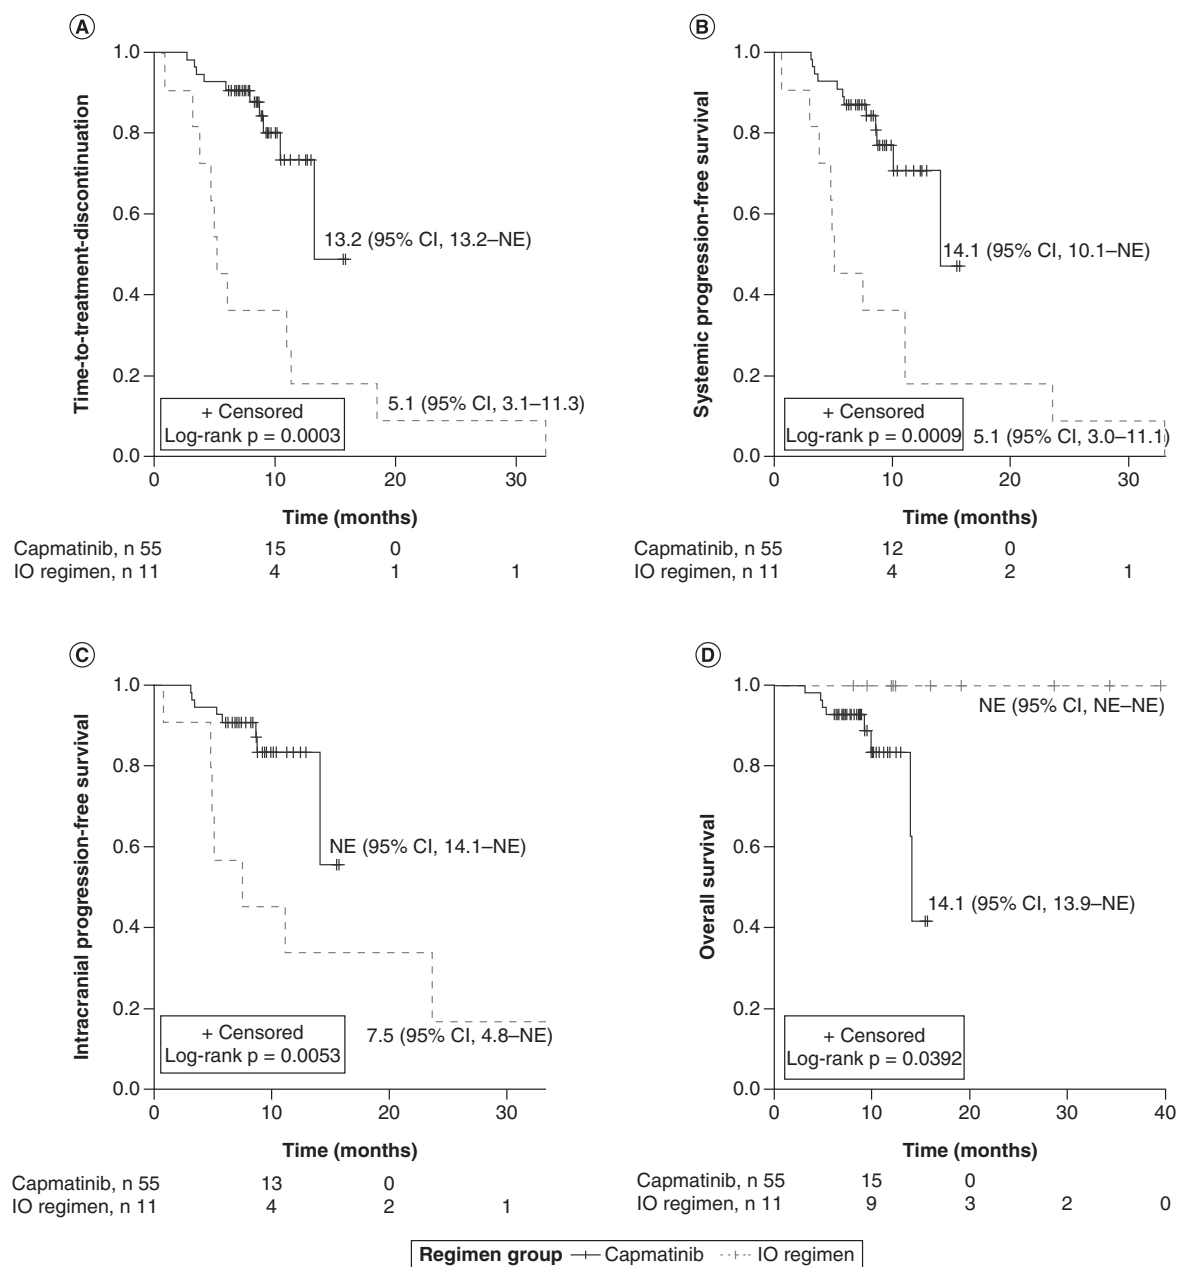 A
Time-to-treatment-discontinuation
1.0
0.8
0.6
0.4
0.2
0.0
13.2 (95% CI, 13.2–NE)
5.1 (95% CI, 3.1–11.3)
+ Censored
Log-rank p = 0.0003
0 10 20 30
Time (months)
Capmatinib, n 55 15 0
IO regimen, n 11 4 1 1
B
Systemic progression-free survival
1.0
0.8
0.6
0.4
0.2
0.0
14.1 (95% CI, 10.1–NE)
+ Censored
Log-rank p = 0.0009
5.1 (95% CI, 3.0–11.1)
0 10 20 30
Time (months)
Capmatinib, n 55 12 0
IO regimen, n 11 4 2 1
C
Intracranial progression-free survival
1.0
0.8
0.6
0.4
0.2
0.0
NE (95% CI, 14.1–NE)
+ Censored
Log-rank p = 0.0053
7.5 (95% CI, 4.8–NE)
0 10 20 30
Time (months)
Capmatinib, n 55 13 0
IO regimen, n 11 4 2 1
D
Overall survival
1.0
0.8
0.6
0.4
0.2
0.0
NE (95% CI, NE–NE)
14.1 (95% CI, 13.9–NE)
+ Censored
Log-rank p = 0.0392
0 10 20 30 40
Time (months)
Capmatinib, n 55 15 0
IO regimen, n 11 9 3 2 0
Regimen group Capmatinib IO regimen